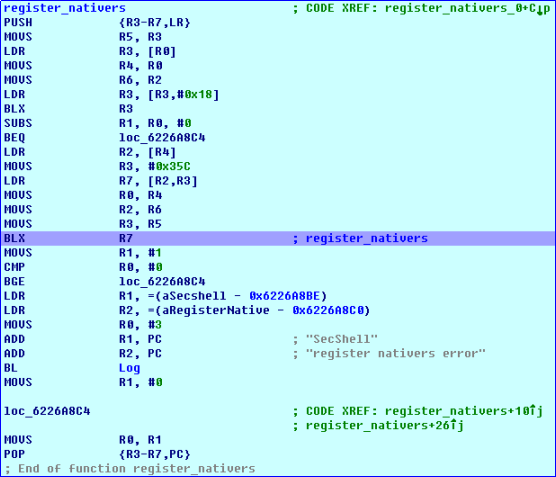 register_nativers ; CODE XREF: register_nativers_0+C↓p
PUSH {R3-R7,LR}
MOVS R5, R3
LDR R3, [R0]
MOVS R4, R0
MOVS R6, R2
LDR R3, [R3,#0x18]
BLX R3
SUBS R1, R0, #0
BEQ loc_6226A8C4
LDR R2, [R4]
MOVS R3, #0x35C
LDR R7, [R2,R3]
MOVS R0, R4
MOVS R2, R6
MOVS R3, R5
BLX R7 ; register_nativers
MOVS R1, #1
CMP R0, #0
BGE loc_6226A8C4
LDR R1, =(aSecshell - 0x6226A8BE)
LDR R2, =(aRegisterNative - 0x6226A8C0)
MOVS R0, #3
ADD R1, PC ; "SecShell"
ADD R2, PC ; "register nativers error"
BL Log
MOVS R1, #0
loc_6226A8C4 ; CODE XREF: register_nativers+10↑j
; register_nativers+26↑j
MOVS R0, R1
POP {R3-R7,PC}
; End of function register_nativers